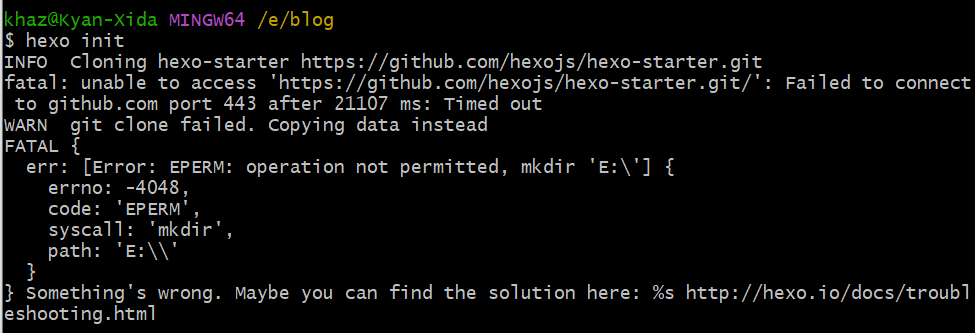 khaz@Kyan-Xida MINGW64 /e/blog
$ hexo init
INFO  Cloning hexo-starter https://github.com/hexojs/hexo-starter.git
fatal: unable to access 'https://github.com/hexojs/hexo-starter.git/': Failed to connect
 to github.com port 443 after 21107 ms: Timed out
WARN  git clone failed. Copying data instead
FATAL {
  err: [Error: EPERM: operation not permitted, mkdir 'E:\'] {
    errno: -4048,
    code: 'EPERM',
    syscall: 'mkdir',
    path: 'E:\\'
  }
} Something's wrong. Maybe you can find the solution here: %s http://hexo.io/docs/troubl
eshooting.html